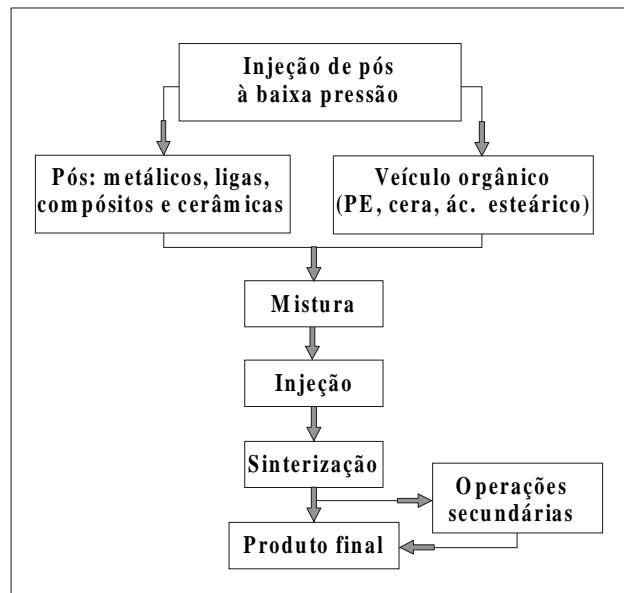 Injeção de pós
à baixa pressão
Pós: metálicos, ligas,
compósitos e cerâmicas
Veículo orgânico
(PE, cera, ác. esteárico)
Mistura
Injeção
Sinterização
Operações
secundárias
Produto final